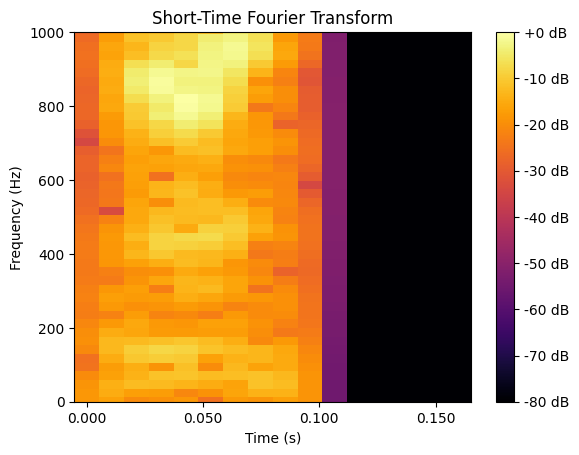 Short-Time Fourier Transform
1000
800
600
400
200
0
Frequency (Hz)
0.000
0.050
0.100
0.150
Time (s)
+0 dB
-10 dB
-20 dB
-30 dB
-40 dB
-50 dB
-60 dB
-70 dB
-80 dB